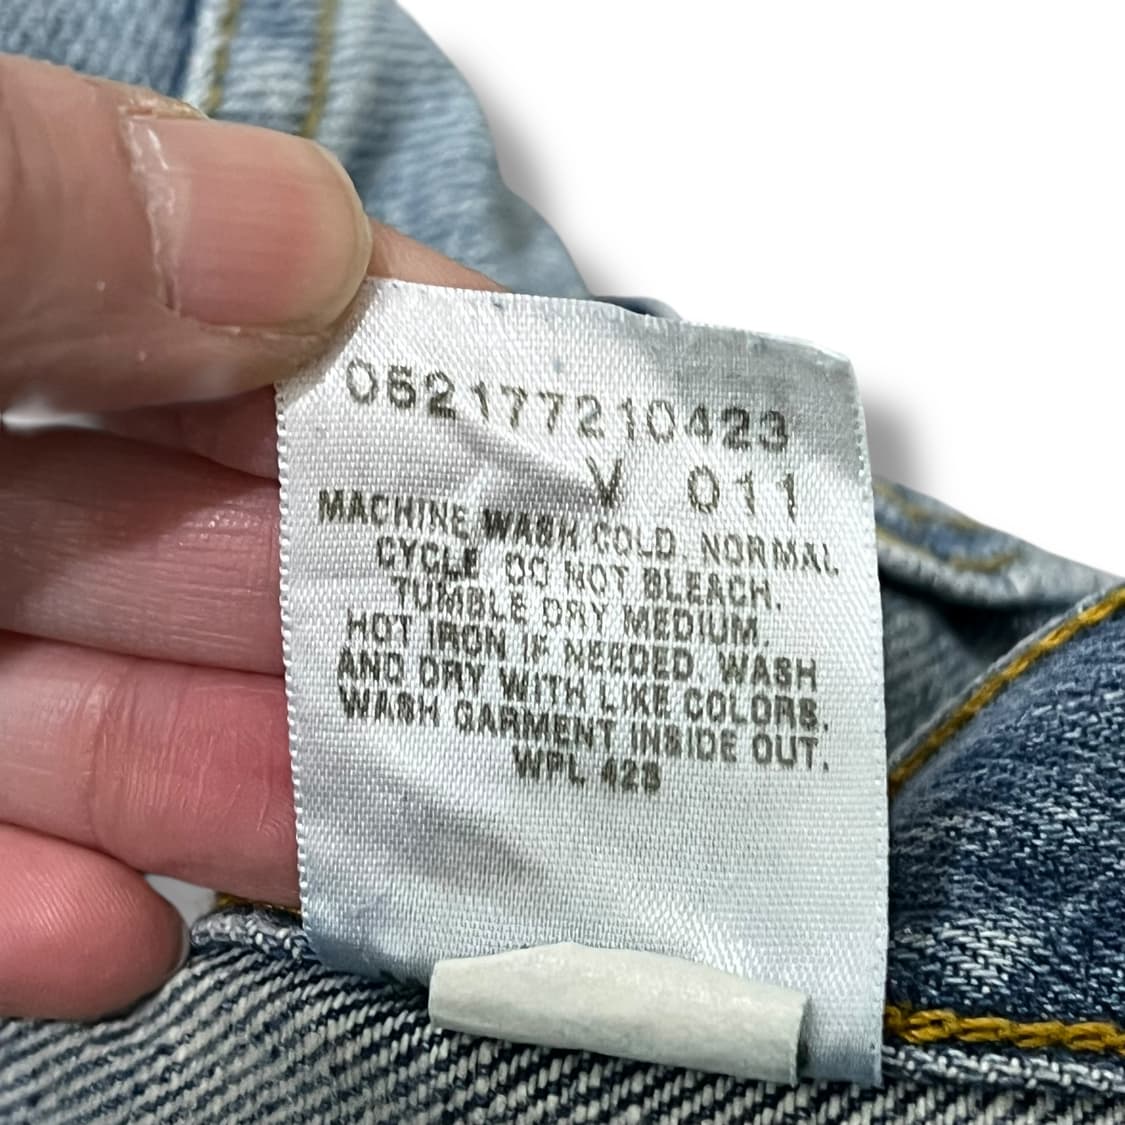 0621777210423
V 011
MACHINE WASH COLD, NORMAL
CYCLE. DO NOT BLEACH.
TUMBLE DRY MEDIUM.
HOT IRON IF NEEDED. WASH
AND DRY WITH LIKE COLORS.
WASH GARMENT INSIDE OUT.
WPL 423